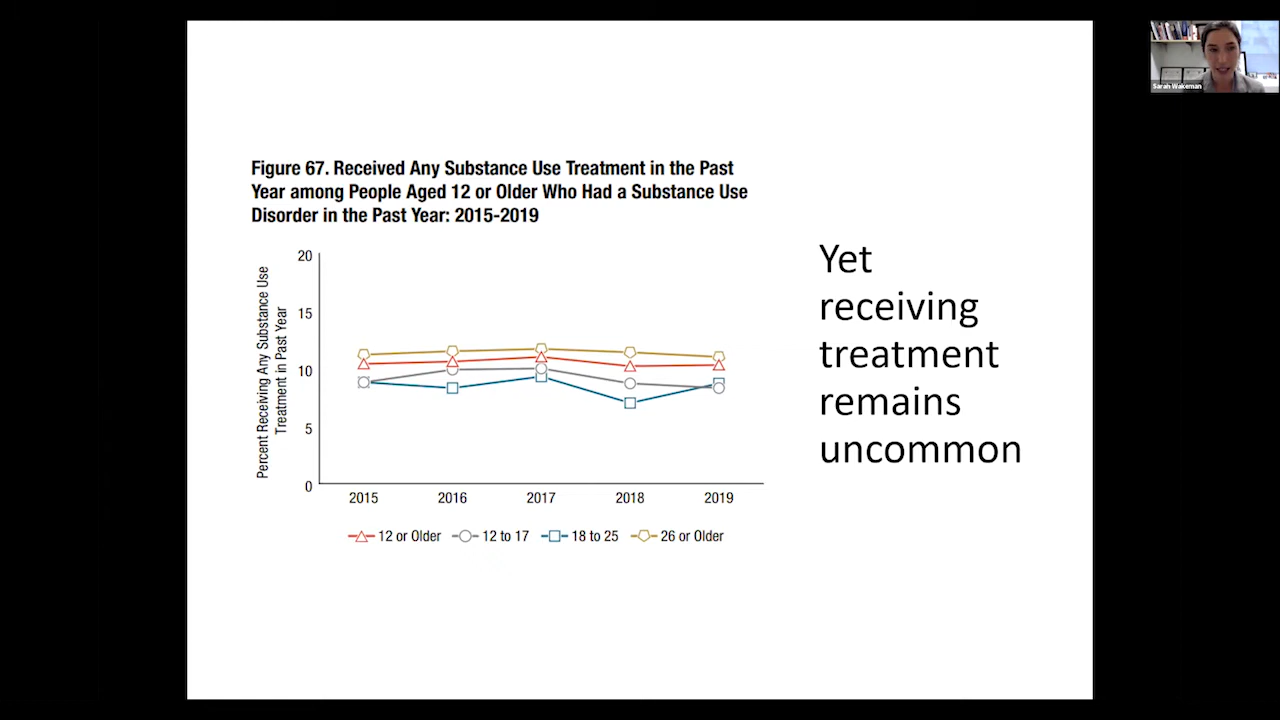 Sarah Wakeman
Figure 67. Received Any Substance Use Treatment in the Past
Year among People Aged 12 or Older Who Had a Substance Use
Disorder in the Past Year: 2015-2019
Percent Receiving Any Substance Use
Treatment in Past Year
20
15
10
5
0
2015 2016 2017 2018 2019
12 or Older 12 to 17 18 to 25 26 or Older
Yet
receiving
treatment
remains
uncommon